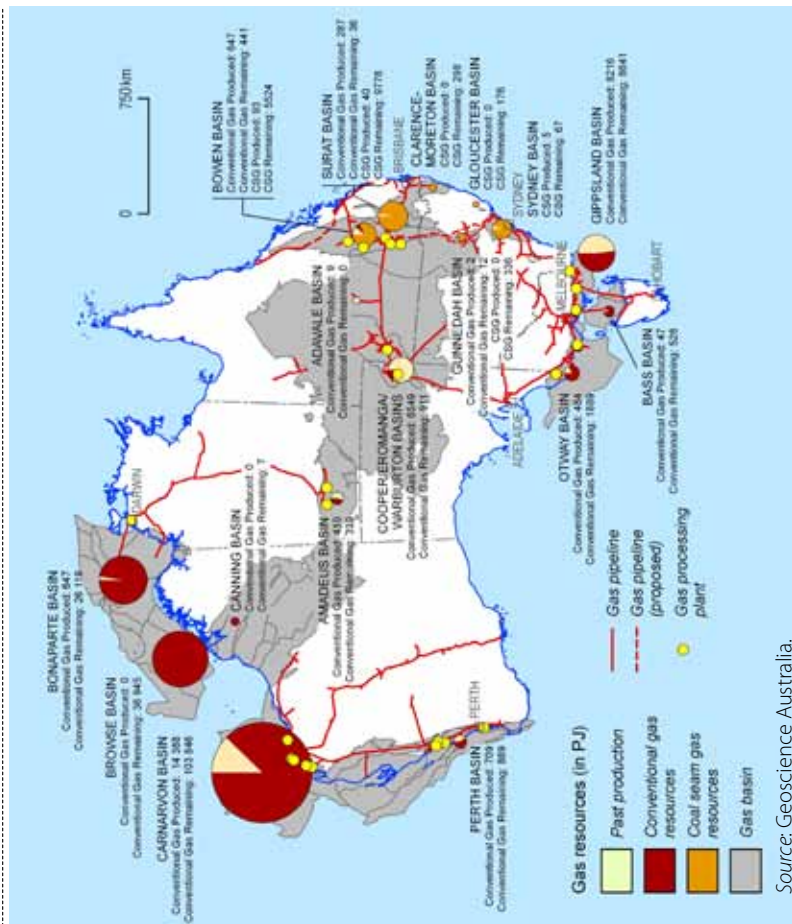 750 km
0
BOWEN BASIN
Conventional Gas Produced: 647
Conventional Gas Remaining: 441
CSG Produced: 93
CSG Remaining: 5524
SURAT BASIN
Conventional Gas Produced: 287
Conventional Gas Remaining: 36
CSG Produced: 40
CSG Remaining: 9778
BRISBANE
CLARENCE-
MORETON BASIN
CSG Produced: 0
CSG Remaining: 298
GLOUCESTER BASIN
CSG Produced: 0
CSG Remaining: 176
SYDNEY
SYDNEY BASIN
CSG Produced: 5
CSG Remaining: 67
GIPPSLAND BASIN
Conventional Gas Produced: 8216
Conventional Gas Remaining: 8641
ADAVALE BASIN
Conventional Gas Produced: 9
Conventional Gas Remaining: 0
GUNNEDAH BASIN
Conventional Gas Produced: 2
Conventional Gas Remaining: 12
CSG Produced: 0
CSG Remaining: 336
MELBOURNE
HOBART
BASS BASIN
Conventional Gas Produced: 47
Conventional Gas Remaining: 528
COOPER/EROMANGA/
WARBURTON BASINS
Conventional Gas Produced: 6549
Conventional Gas Remaining: 911
ADELAIDE
OTWAY BASIN
Conventional Gas Produced: 484
Conventional Gas Remaining:
DARWIN
BONAPARTE BASIN
Conventional Gas Produced: 647
Conventional Gas Remaining: 26 118
CANNING BASIN
Conventional Gas Produced: 0
Conventional Gas Remaining: 7
AMADEUS BASIN
Conventional Gas Produced:
Conventional Gas Remaining:
BROWSE BASIN
Conventional Gas Produced: 0
Conventional Gas Remaining: 36 945
CARNARVON BASIN
Conventional Gas Produced: 14 388
Conventional Gas Remaining: 103 846
PERTH
PERTH BASIN
Conventional Gas Produced: 709
Conventional Gas Remaining: 889
Gas resources (in PJ)
Past production
Conventional gas
resources
Coal seam gas
resources
Gas basin
Gas pipeline
Gas pipeline
(proposed)
Gas processing
plant
Source: Geoscience Australia.